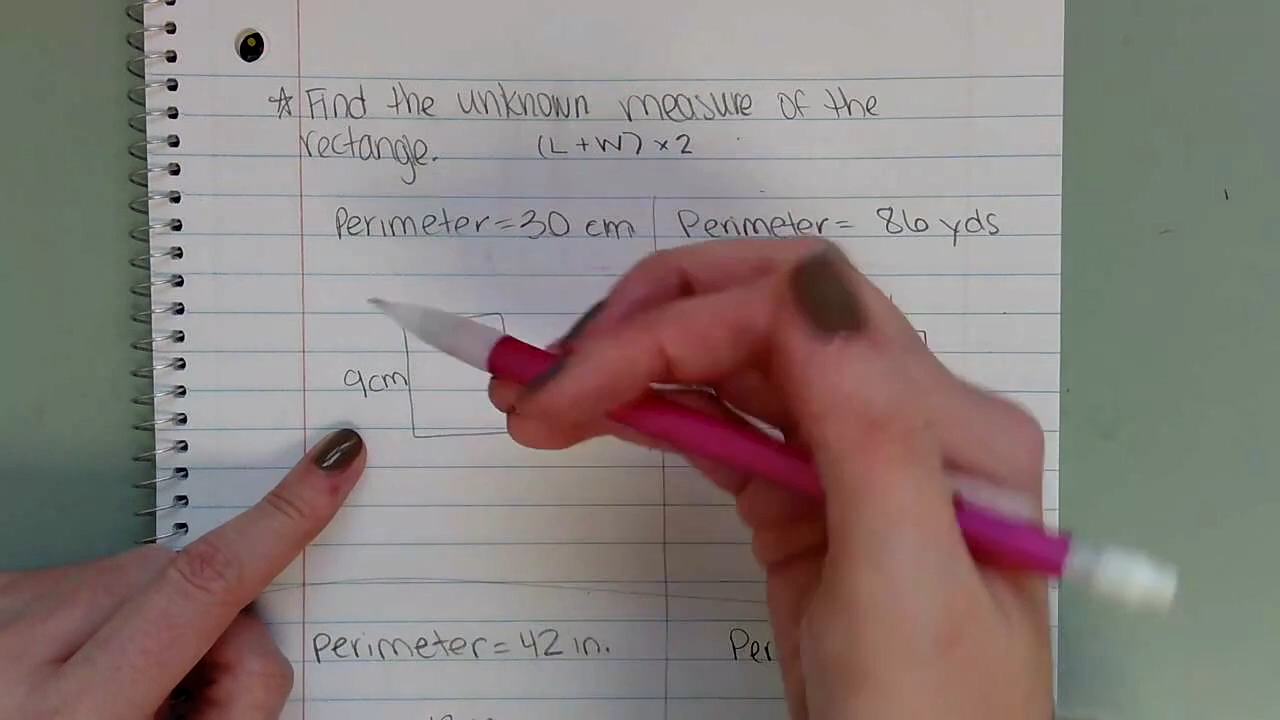 ☆ Find the unknown measure of the
rectangle. (L+W) × 2
Perimeter = 30 cm Perimeter = 86 yds
9cm
perimeter = 42 in.